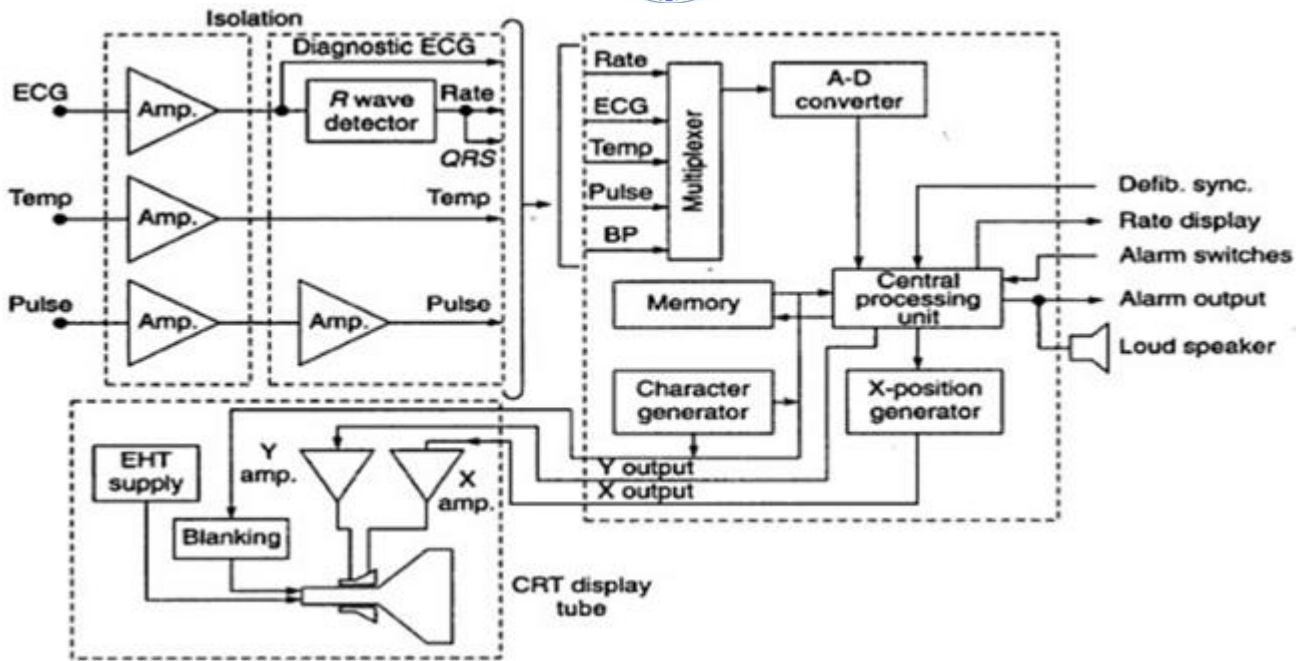 Isolation
Diagnostic ECG
ECG
Amp.
R wave
detector
Rate
QRS
Temp
Amp.
Temp
Pulse
Amp.
Amp.
Pulse
Rate
ECG
Temp
Pulse
BP
Multiplexer
A-D
converter
Defib. sync.
Rate display
Alarm switches
Alarm output
Loud speaker
Central
processing
unit
Memory
Character
generator
X-position
generator
Y output
X output
EHT
supply
Y
amp.
X
amp.
Blanking
CRT display
tube